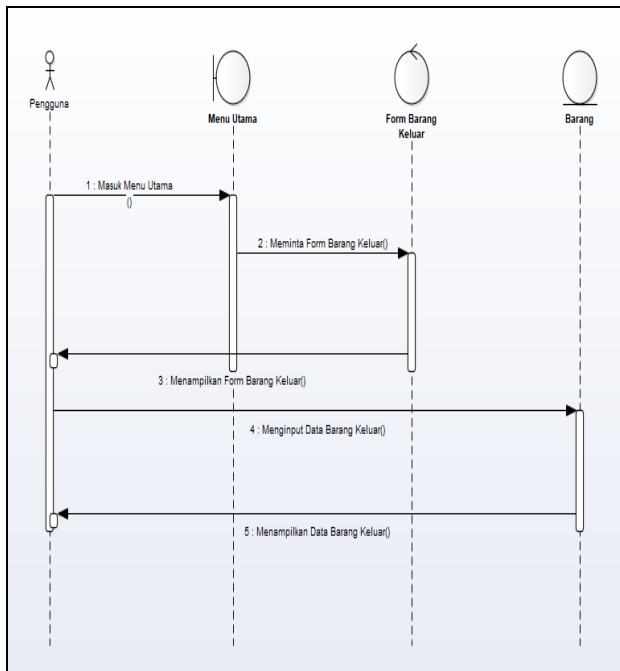 Pengguna
Menu Utama
Form Barang
Keluar
Barang
1 : Masuk Menu Utama
()
2 : Meminta Form Barang Keluar()
3 : Menampilkan Form Barang Keluar()
4 : Menginput Data Barang Keluar()
5 : Menampilkan Data Barang Keluar()